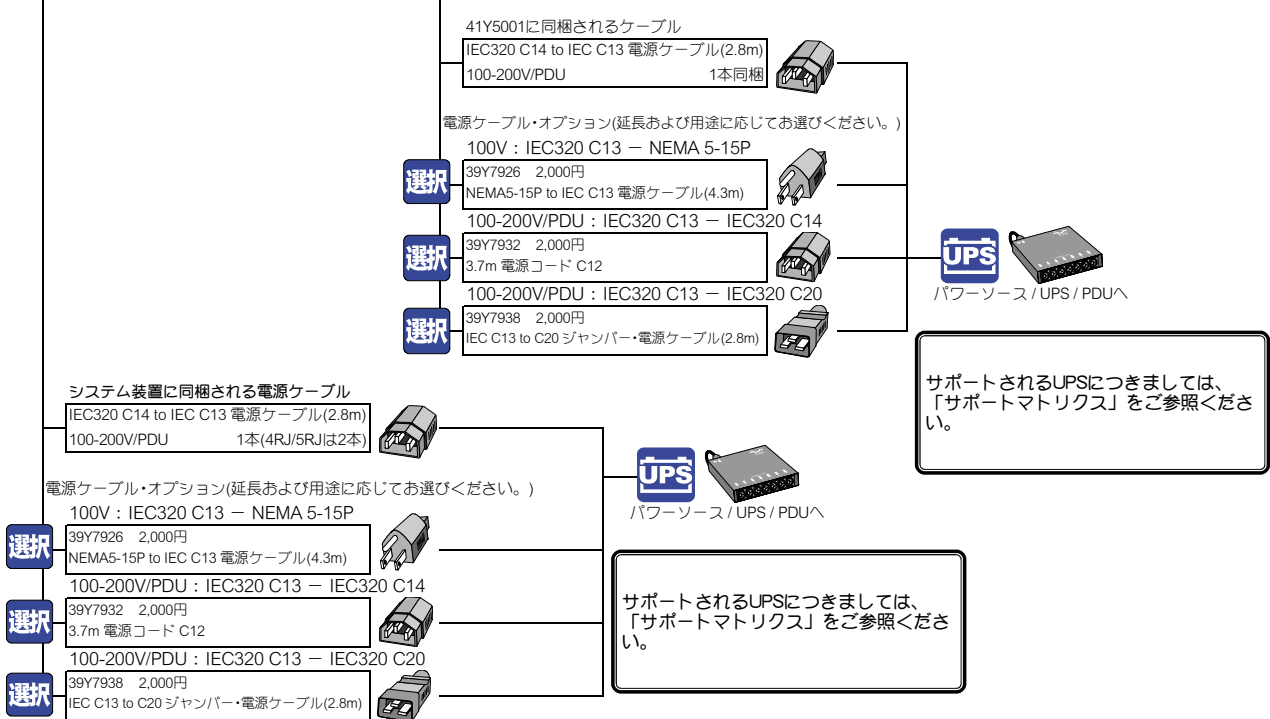 41Y5001に同梱されるケーブル
IEC320 C14 to IEC C13 電源ケーブル(2.8m)
100-200V/PDU 1本同梱
電源ケーブル・オプション(延長および用途に応じてお選びください。)
100V：IEC320 C13 － NEMA 5-15P
選択
39Y7926 2,000円
NEMA5-15P to IEC C13 電源ケーブル(4.3m)
100-200V/PDU：IEC320 C13 － IEC320 C14
選択
39Y7932 2,000円
3.7m 電源コード C12
100-200V/PDU：IEC320 C13 － IEC320 C20
選択
39Y7938 2,000円
IEC C13 to C20 ジャンパー・電源ケーブル(2.8m)
UPS
パワーソース / UPS / PDUへ
サポートされるUPSにつきましては、
「サポートマトリクス」をご参照くださ
い。
システム装置に同梱される電源ケーブル
IEC320 C14 to IEC C13 電源ケーブル(2.8m)
100-200V/PDU 1本(4RJ/5RJは2本)
電源ケーブル・オプション(延長および用途に応じてお選びください。)
100V：IEC320 C13 － NEMA 5-15P
選択
39Y7926 2,000円
NEMA5-15P to IEC C13 電源ケーブル(4.3m)
100-200V/PDU：IEC320 C13 － IEC320 C14
選択
39Y7932 2,000円
3.7m 電源コード C12
100-200V/PDU：IEC320 C13 － IEC320 C20
選択
39Y7938 2,000円
IEC C13 to C20 ジャンパー・電源ケーブル(2.8m)
UPS
パワーソース / UPS / PDUへ
サポートされるUPSにつきましては、
「サポートマトリクス」をご参照くださ
い。